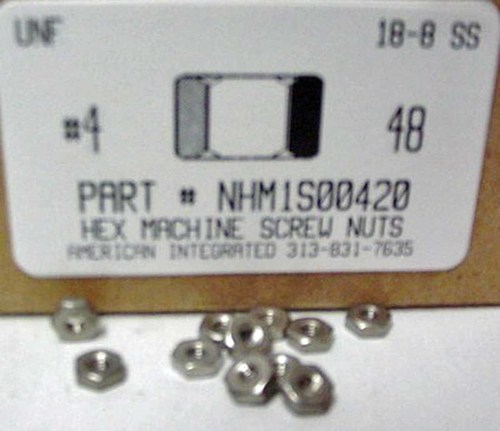 UNF 18-8 SS
#4 48
PART # NHM1S00420
HEX MACHINE SCREW NUTS
AMERICAN INTEGRATED 313-831-7635